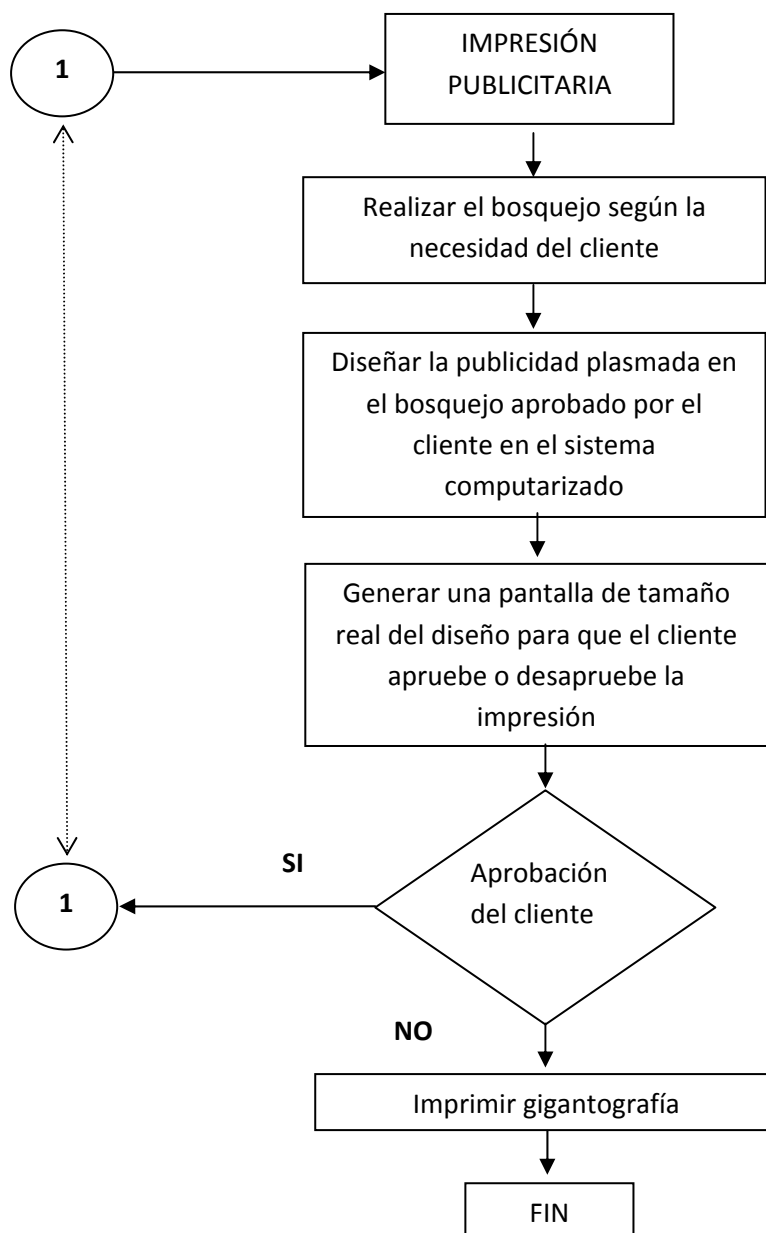 1
IMPRESIÓN
PUBLICITARIA
Realizar el bosquejo según la
necesidad del cliente
Diseñar la publicidad plasmada en
el bosquejo aprobado por el
cliente en el sistema
computarizado
Generar una pantalla de tamaño
real del diseño para que el cliente
apruebe o desapruebe la
impresión
SI
Aprobación
del cliente
1
NO
Imprimir gigantografía
FIN